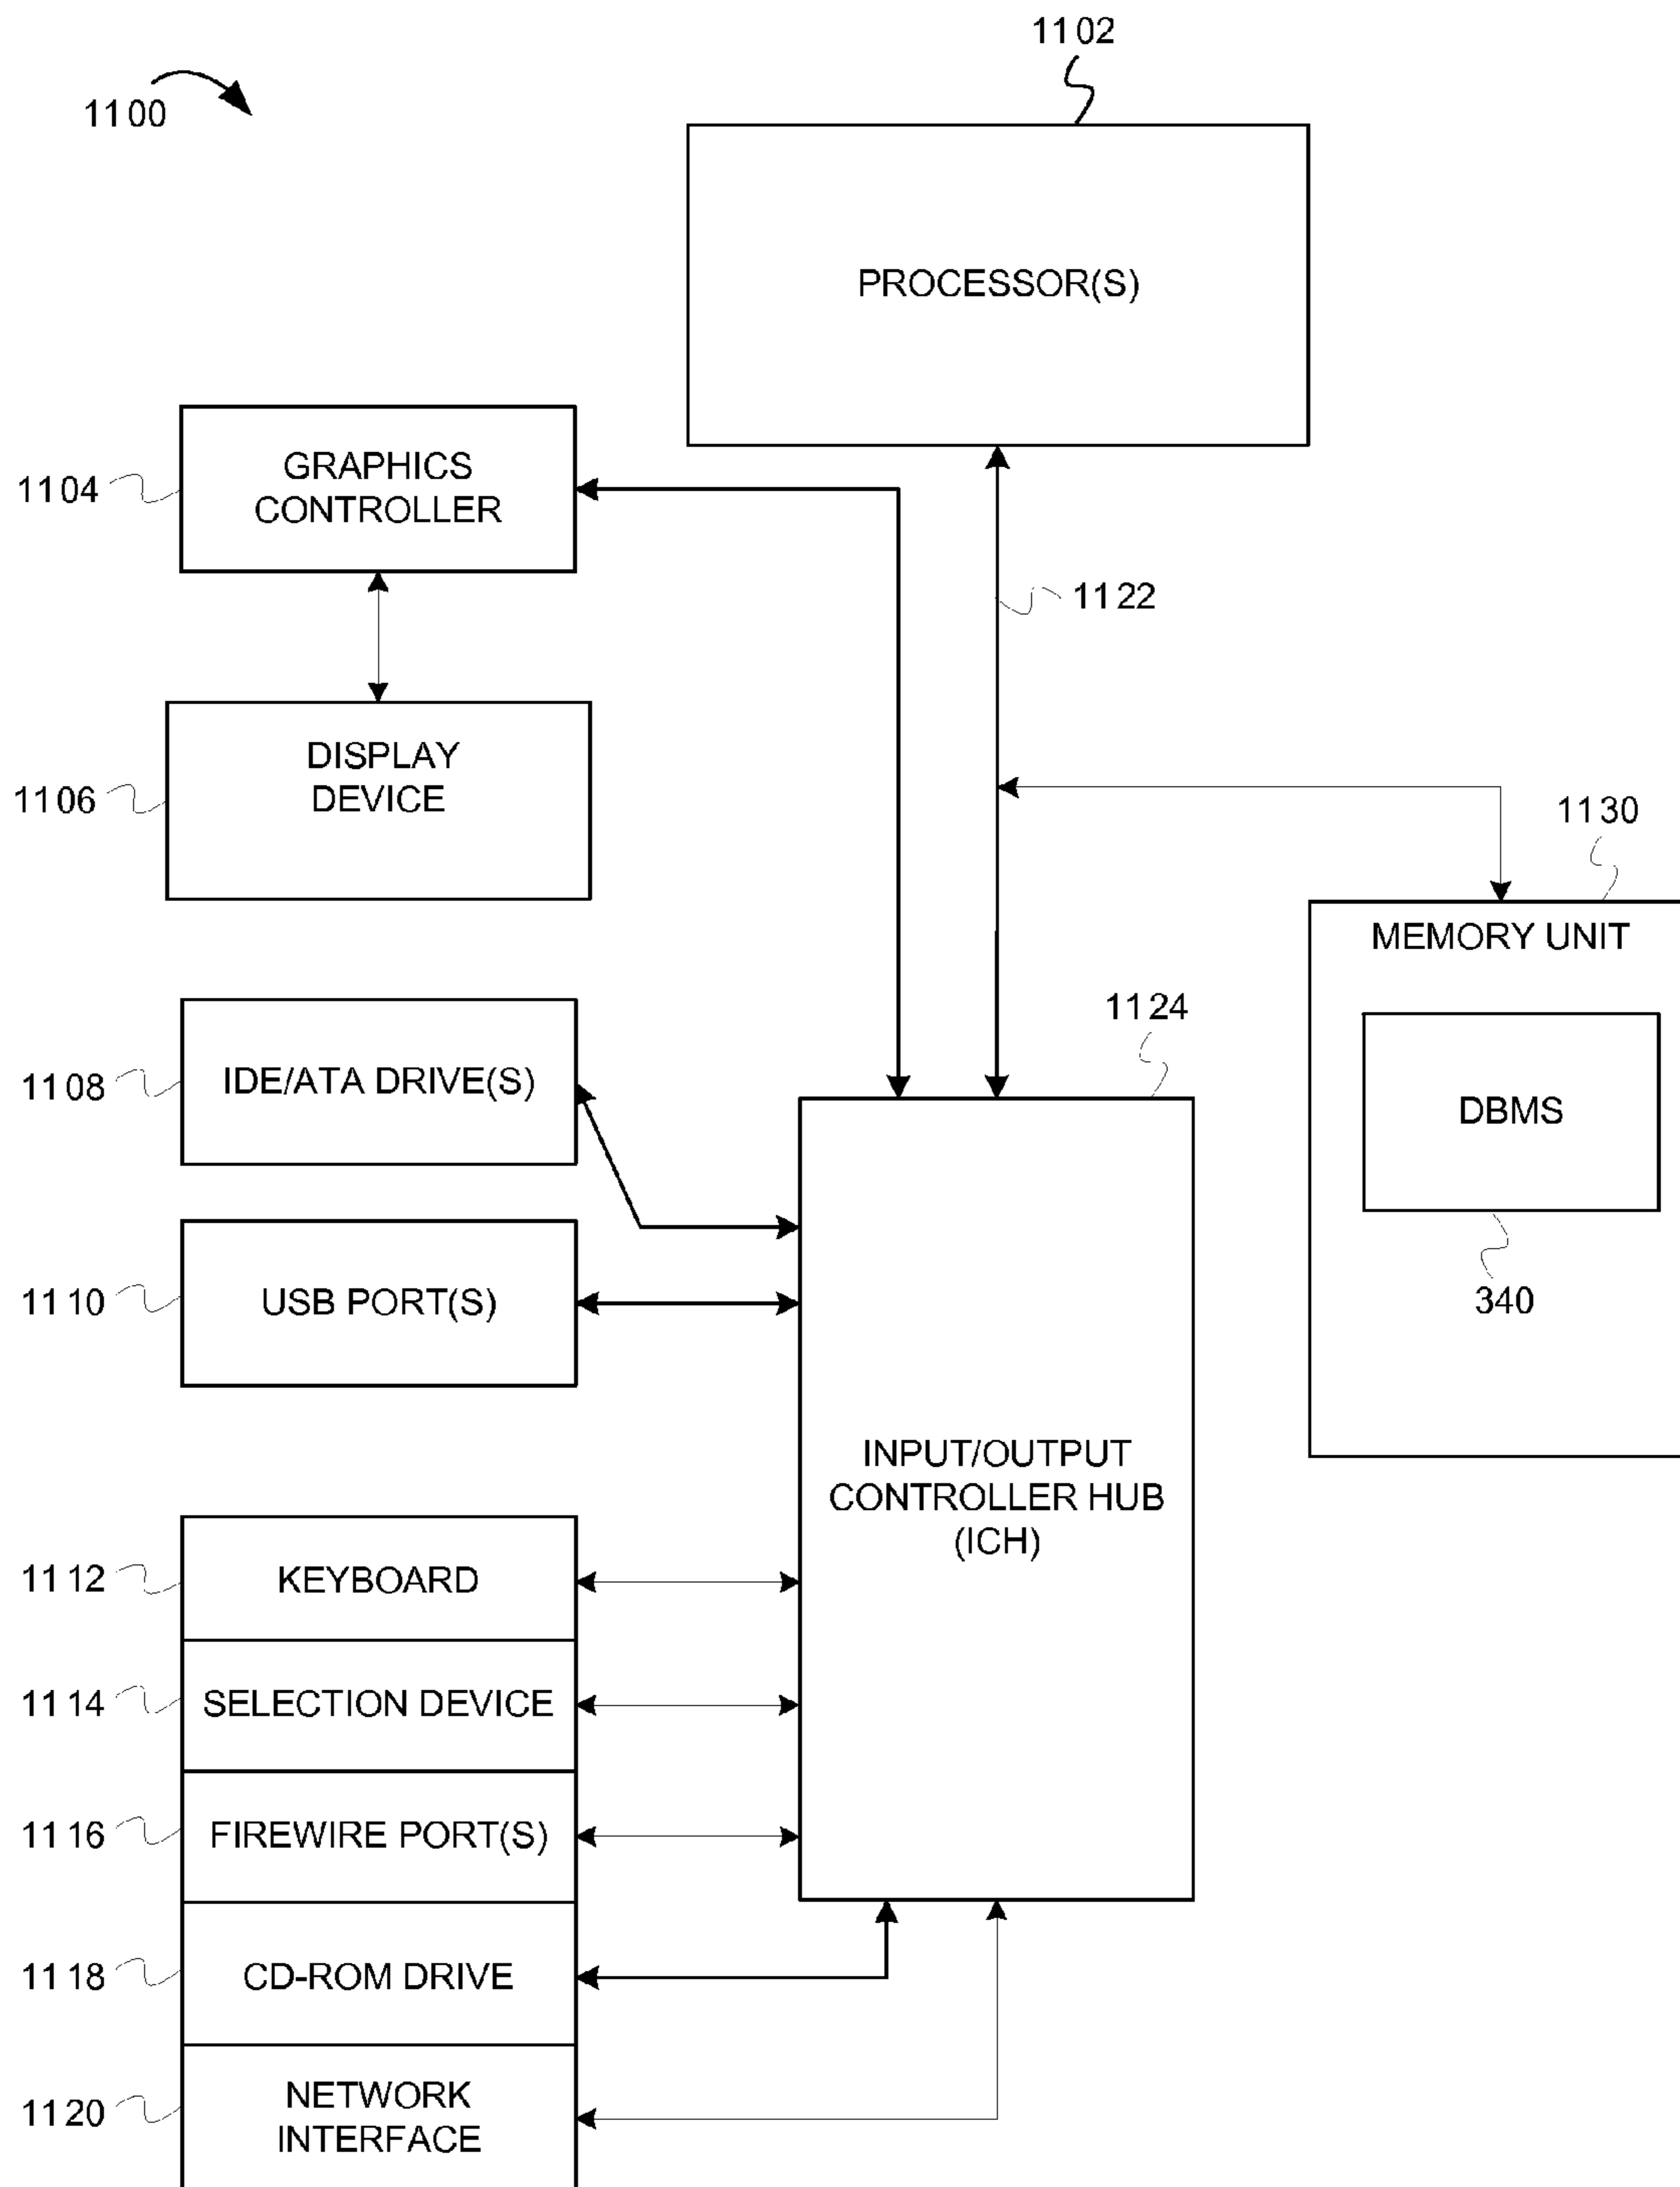 1102
1100
PROCESSOR(S)
1104
GRAPHICS
CONTROLLER
1122
1106
DISPLAY
DEVICE
1130
MEMORY UNIT
1124
1108
IDE/ATA DRIVE(S)
DBMS
1110
USB PORT(S)
340
INPUT/OUTPUT
CONTROLLER HUB
(ICH)
1112
KEYBOARD
1114
SELECTION DEVICE
1116
FIREWIRE PORT(S)
1118
CD-ROM DRIVE
1120
NETWORK
INTERFACE